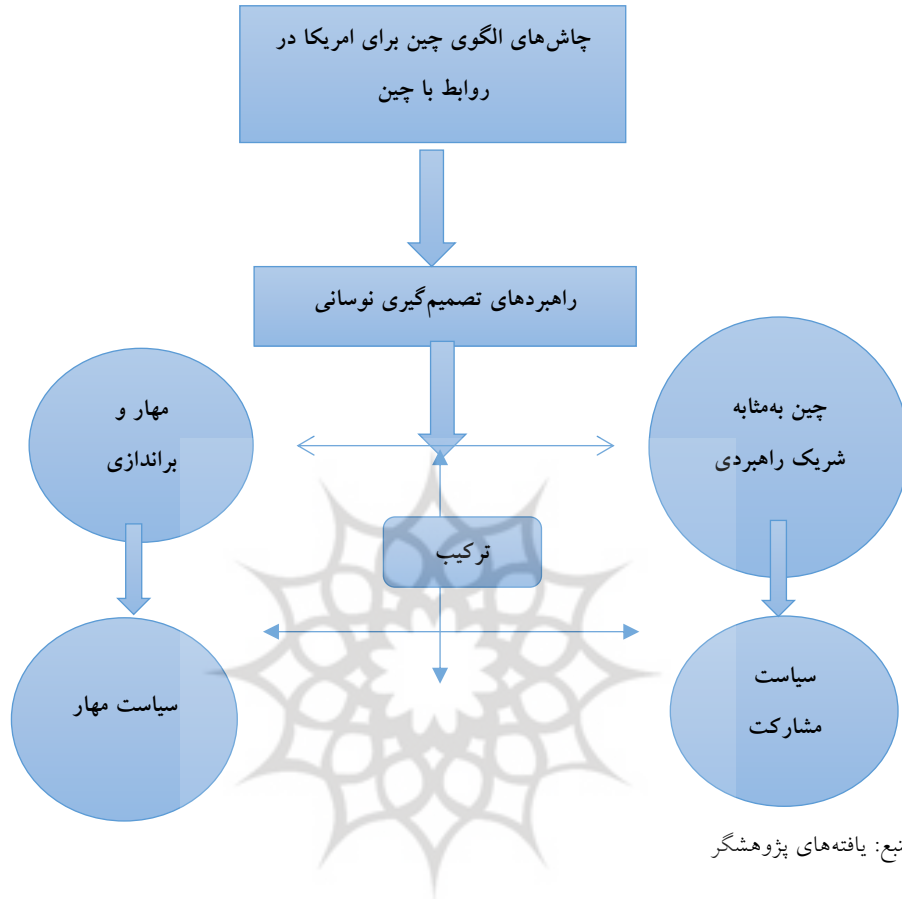 چاش‌های الگوی چین برای امریکا در
روابط با چین
راهبردهای تصمیم‌گیری نوسانی
چین به‌مثابه
شریک راهبردی
مهار و
براندازی
ترکیب
سیاست
مشارکت
سیاست مهار
نبع: یافته‌های پژوهشگر